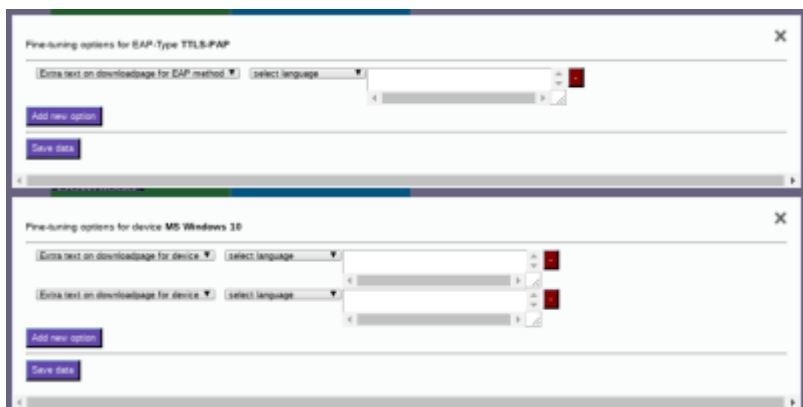 Fine-tuning options for EAP-Type TTLS-PAP
Extra text on downloadpage for EAP method select language -
Add new option
Save data
Fine-tuning options for device MS Windows 10
Extra text on downloadpage for device select language -
Extra text on downloadpage for device select language -
Add new option
Save data